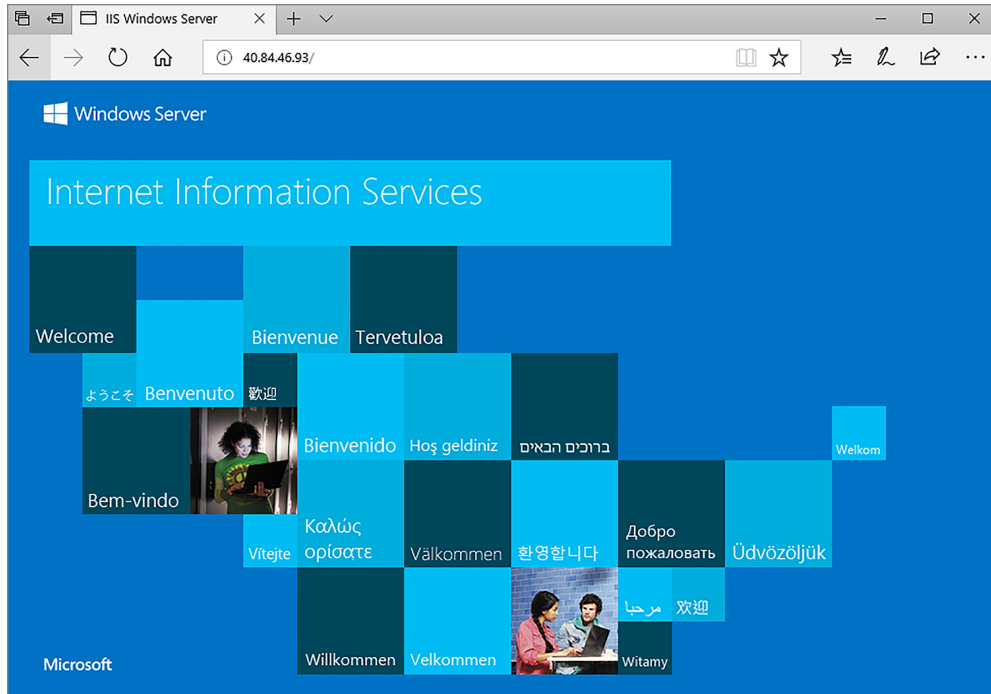 IIS Windows Server
40.84.46.93/
Windows Server
Internet Information Services
Welcome
Bienvenue
Tervetuloa
ようこそ
Benvenuto
歡迎
Bienvenido
Hoş geldiniz
ברוכים הבאים
Welkom
Bem-vindo
Vítejte
Καλώς
ορίσατε
Välkommen
환영합니다
Добро
пожаловать
Üdvözöljük
Willkommen
Velkommen
مرحبا
欢迎
Witamy
Microsoft